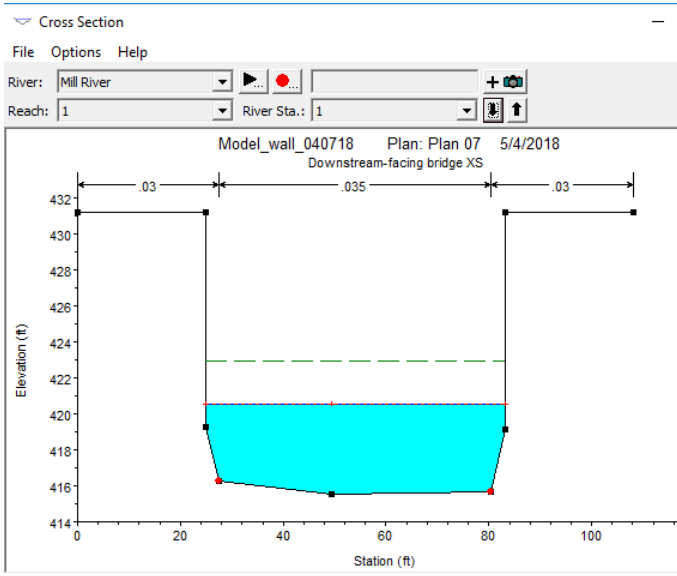 Cross Section
File Options Help
River: Mill River
Reach: 1 River Sta.: 1
Model_wall_040718 Plan: Plan 07 5/4/2018
Downstream-facing bridge XS
.03 .035 .03
432
430
428
426
424
422
420
418
416
414
Elevation (ft)
0 20 40 60 80 100
Station (ft)